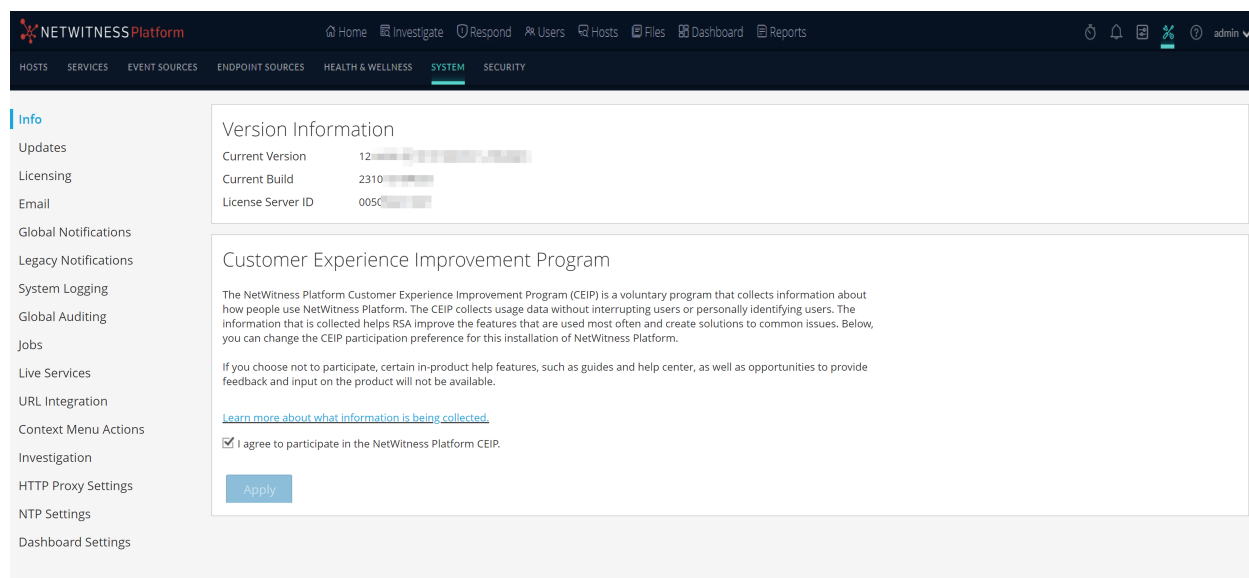 NETWITNESS Platform
Home Investigate Respond Users Hosts Files Dashboard Reports
admin
HOSTS SERVICES EVENT SOURCES ENDPOINT SOURCES HEALTH & WELLNESS SYSTEM SECURITY
Info
Updates
Licensing
Email
Global Notifications
Legacy Notifications
System Logging
Global Auditing
Jobs
Live Services
URL Integration
Context Menu Actions
Investigation
HTTP Proxy Settings
NTP Settings
Dashboard Settings
Version Information
Current Version 12
Current Build 2310
License Server ID 0050
Customer Experience Improvement Program
The NetWitness Platform Customer Experience Improvement Program (CEIP) is a voluntary program that collects information about
how people use NetWitness Platform. The CEIP collects usage data without interrupting users or personally identifying users. The
information that is collected helps RSA improve the features that are used most often and create solutions to common issues. Below,
you can change the CEIP participation preference for this installation of NetWitness Platform.
If you choose not to participate, certain in-product help features, such as guides and help center, as well as opportunities to provide
feedback and input on the product will not be available.
Learn more about what information is being collected.
I agree to participate in the NetWitness Platform CEIP.
Apply